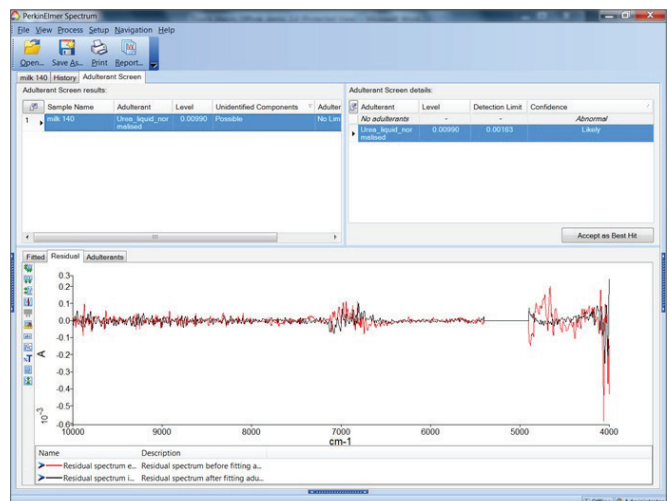 PerkinElmer Spectrum
File View Process Setup Navigation Help
Open... Save As... Print Report...
milk 140 History Adulterant Screen
Adulterant Screen results:
Sample Name Adulterant Level Unidentified Components Adulter
1 milk 140 Urea_liquid_nor malised 0.00990 Possible No Lim
Adulterant Screen details:
Adulterant Level Detection Limit Confidence
No adulterants - - Abnormal
Urea_liquid_nor malised 0.00990 0.00163 Likely
Accept as Best Hit
Fitted Residual Adulterants
0.3
0.2
0.1
0.0
-0.1
-0.2
-0.3
-0.4
-0.5
-0.6
A
10-3
10000 9000 8000 7000 6000 5000 4000
cm-1
Name Description
Residual spectrum e... Residual spectrum before fitting a...
Residual spectrum i... Residual spectrum after fitting adu...